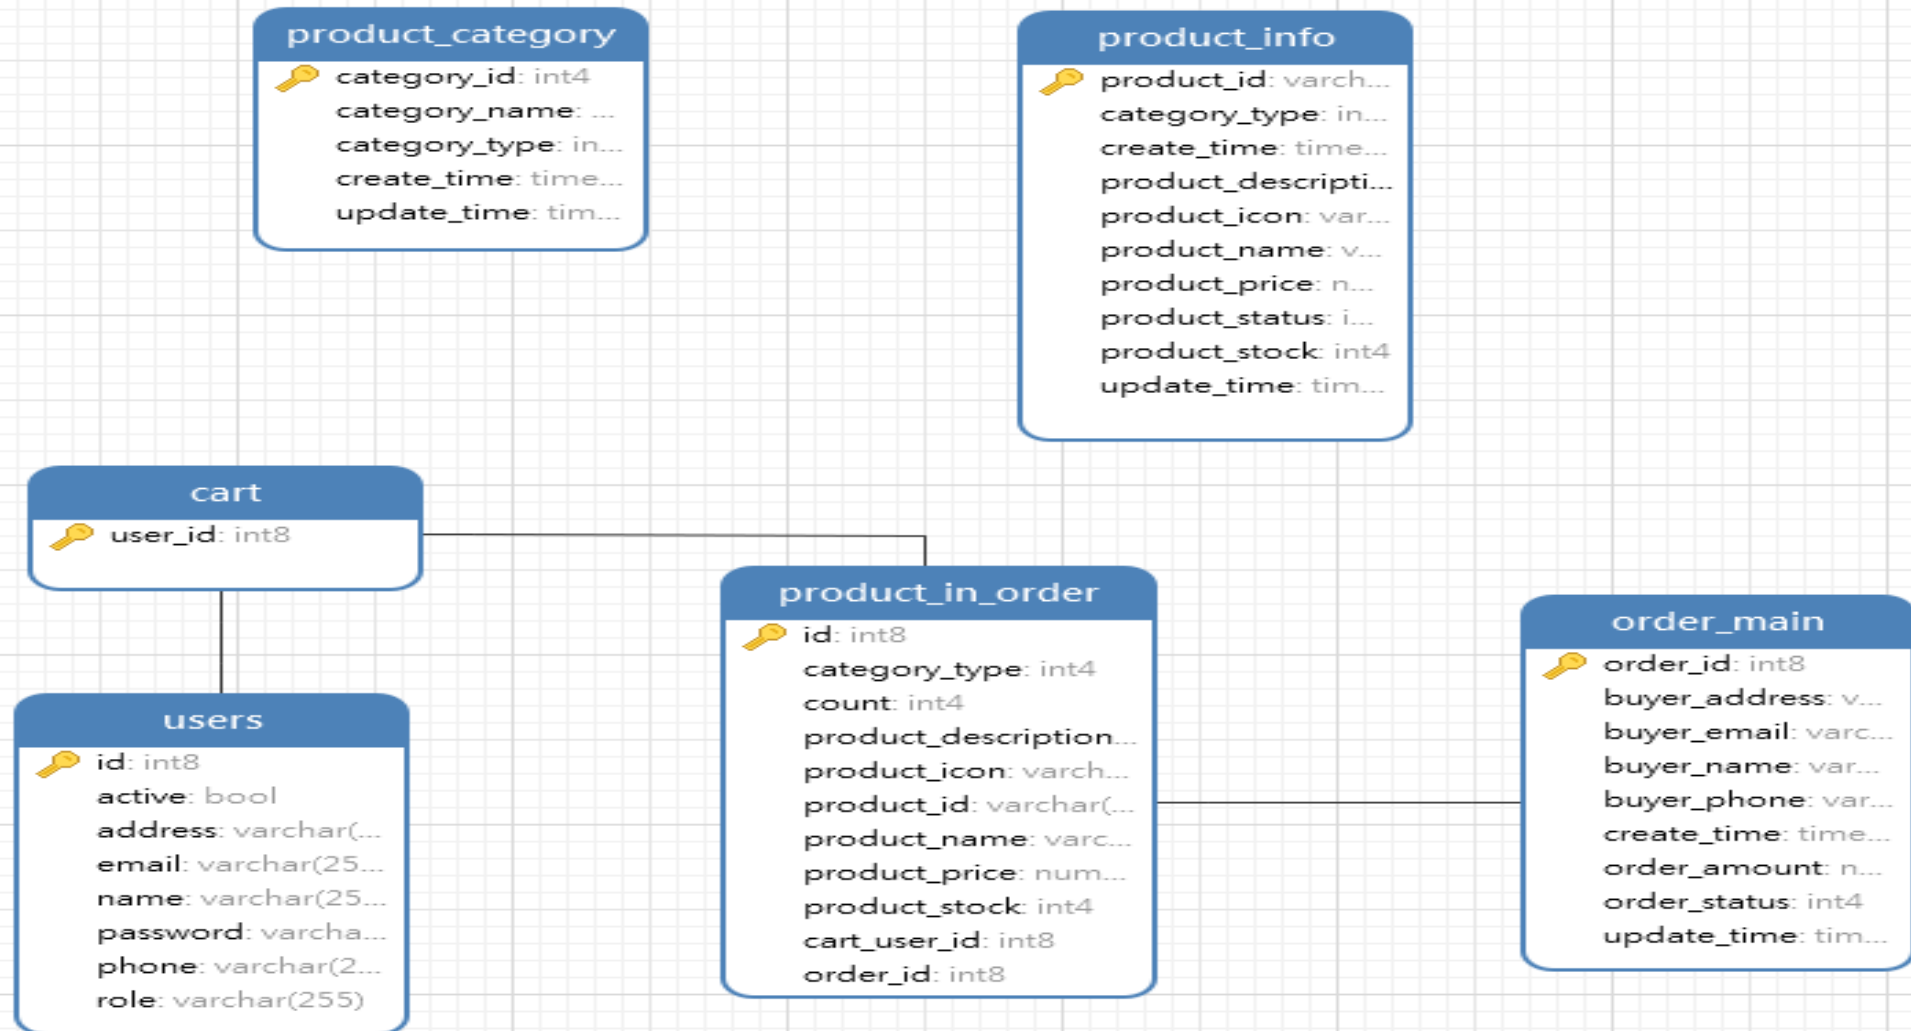 product_category
category_id: int4
category_name: ...
category_type: in...
create_time: time...
update_time: tim...
product_info
product_id: varch...
category_type: in...
create_time: time...
product_descripti...
product_icon: var...
product_name: v...
product_price: n...
product_status: i...
product_stock: int4
update_time: tim...
cart
user_id: int8
users
id: int8
active: bool
address: varchar(...
email: varchar(25...
name: varchar(25...
password: varcha...
phone: varchar(2...
role: varchar(255)
product_in_order
id: int8
category_type: int4
count: int4
product_description...
product_icon: varch...
product_id: varchar(...
product_name: varc...
product_price: num...
product_stock: int4
cart_user_id: int8
order_id: int8
order_main
order_id: int8
buyer_address: v...
buyer_email: varc...
buyer_name: var...
buyer_phone: var...
create_time: time...
order_amount: n...
order_status: int4
update_time: tim...